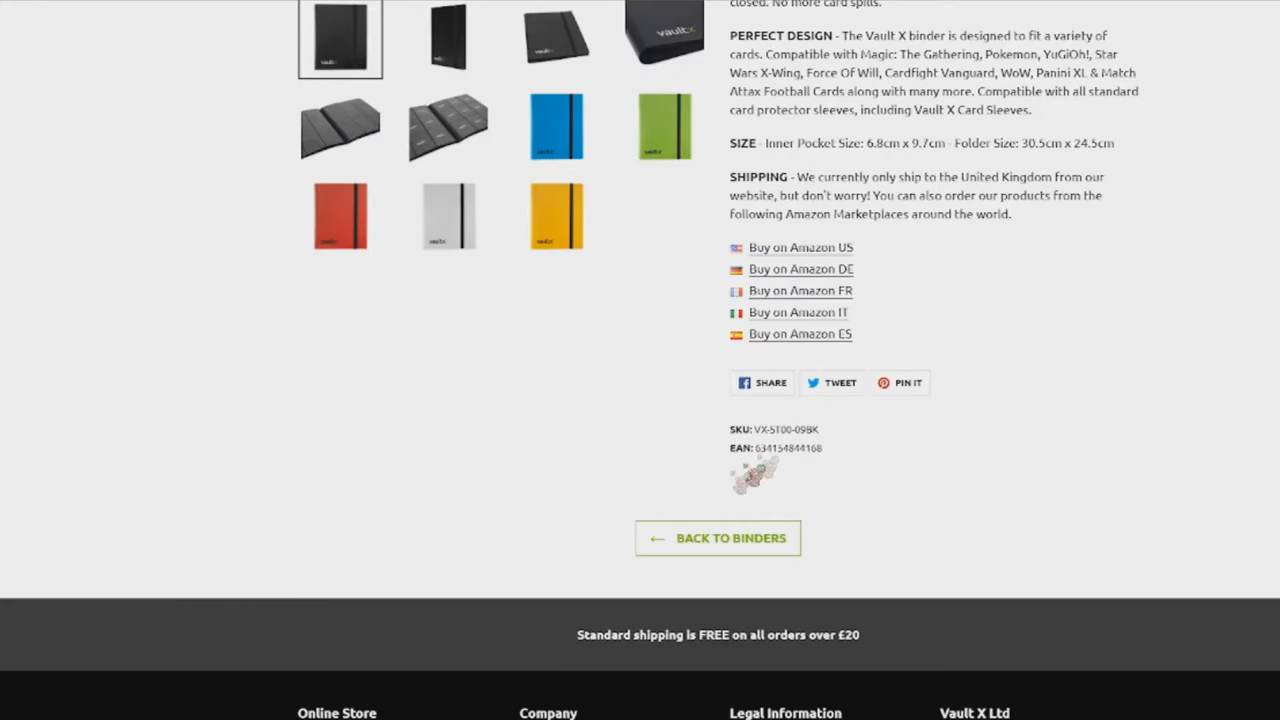 closed. No more card spills.
PERFECT DESIGN - The Vault X binder is designed to fit a variety of
cards. Compatible with Magic: The Gathering, Pokemon, YuGiOh!, Star
Wars X-Wing, Force Of Will, Cardfight Vanguard, WoW, Panini XL & Match
Attax Football Cards along with many more. Compatible with all standard
card protector sleeves, including Vault X Card Sleeves.
SIZE - Inner Pocket Size: 6.8cm x 9.7cm - Folder Size: 30.5cm x 24.5cm
SHIPPING - We currently only ship to the United Kingdom from our
website, but don't worry! You can also order our products from the
following Amazon Marketplaces around the world.
Buy on Amazon US
Buy on Amazon DE
Buy on Amazon FR
Buy on Amazon IT
Buy on Amazon ES
SHARE TWEET PIN IT
SKU: VX-5T00-09BK
EAN: 634154844168
← BACK TO BINDERS
Standard shipping is FREE on all orders over £20
Online Store Company Legal Information Vault X Ltd